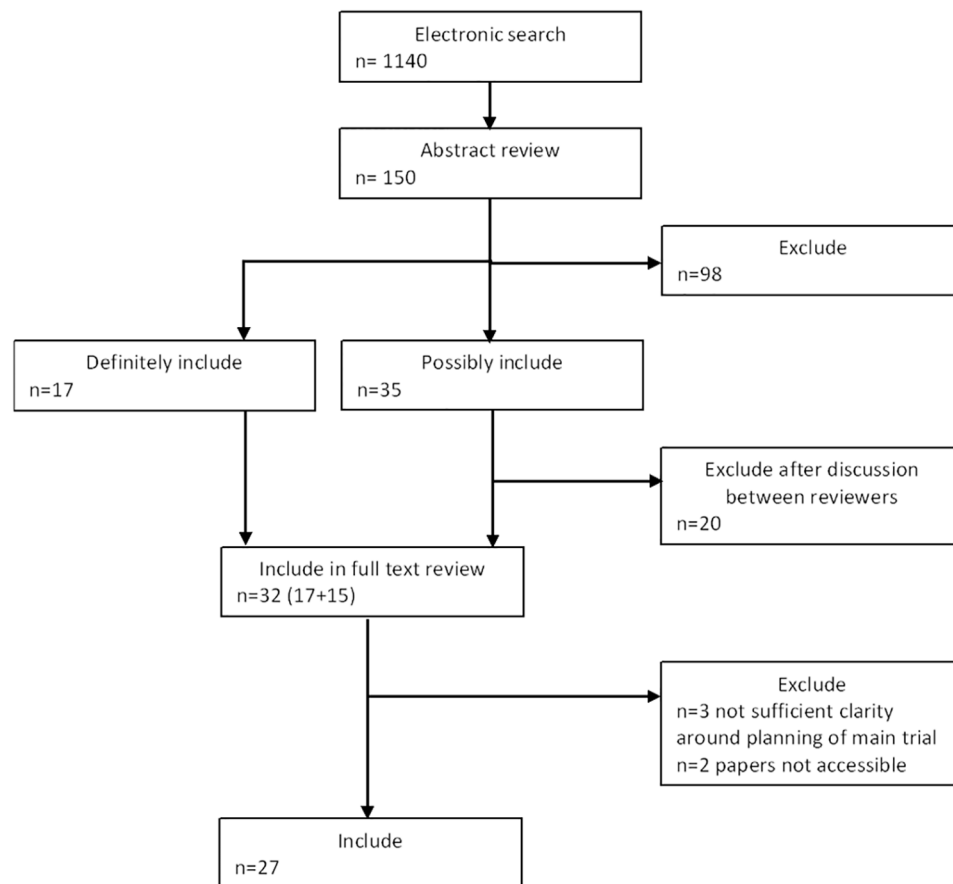 Electronic search
n= 1140
Abstract review
n= 150
Exclude
n=98
Definitely include
n=17
Possibly include
n=35
Exclude after discussion
between reviewers
n=20
Include in full text review
n=32 (17+15)
Exclude
n=3 not sufficient clarity
around planning of main trial
n=2 papers not accessible
Include
n=27